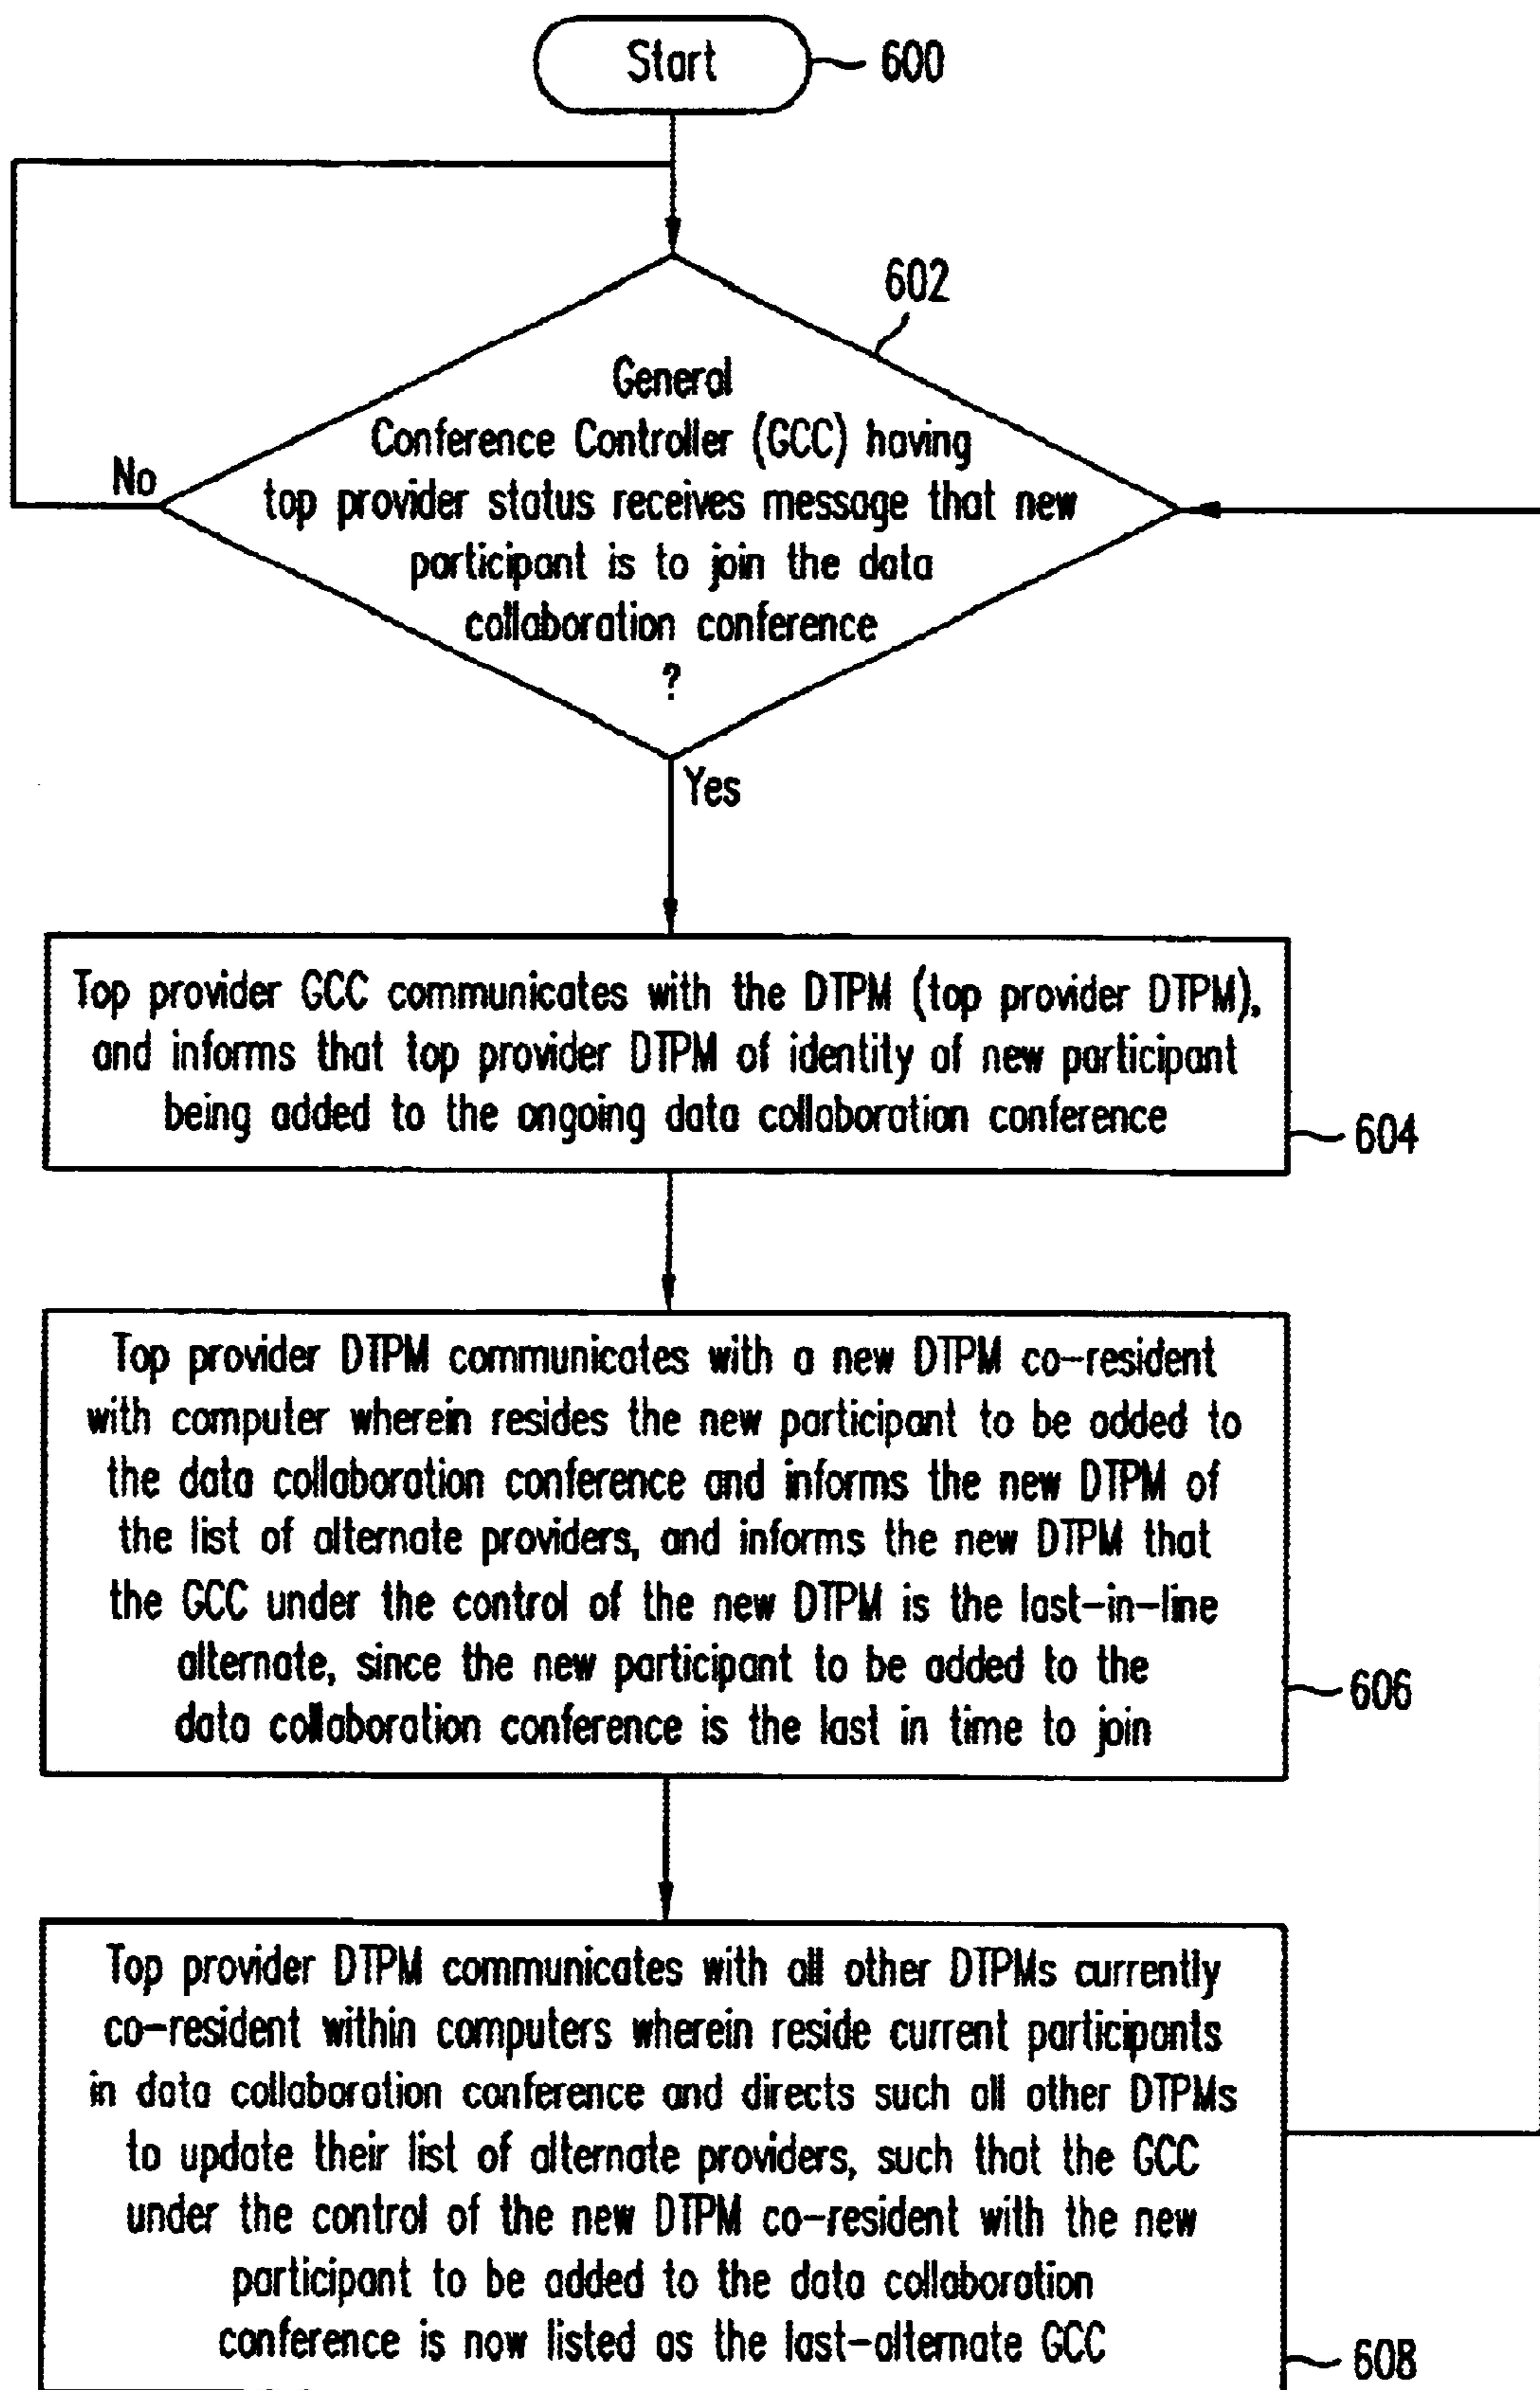 Start
600
602
General
Conference Controller (GCC) having
top provider status receives message that new
participant is to join the data
collaboration conference
?
No
Yes
Top provider GCC communicates with the DTPM (top provider DTPM),
and informs that top provider DTPM of identity of new participant
being added to the ongoing data collaboration conference
604
Top provider DTPM communicates with a new DTPM co-resident
with computer wherein resides the new participant to be added to
the data collaboration conference and informs the new DTPM of
the list of alternate providers, and informs the new DTPM that
the GCC under the control of the new DTPM is the last-in-line
alternate, since the new participant to be added to the
data collaboration conference is the last in time to join
606
Top provider DTPM communicates with all other DTPMs currently
co-resident within computers wherein reside current participants
in data collaboration conference and directs such all other DTPMs
to update their list of alternate providers, such that the GCC
under the control of the new DTPM co-resident with the new
participant to be added to the data collaboration
conference is now listed as the last-alternate GCC
608